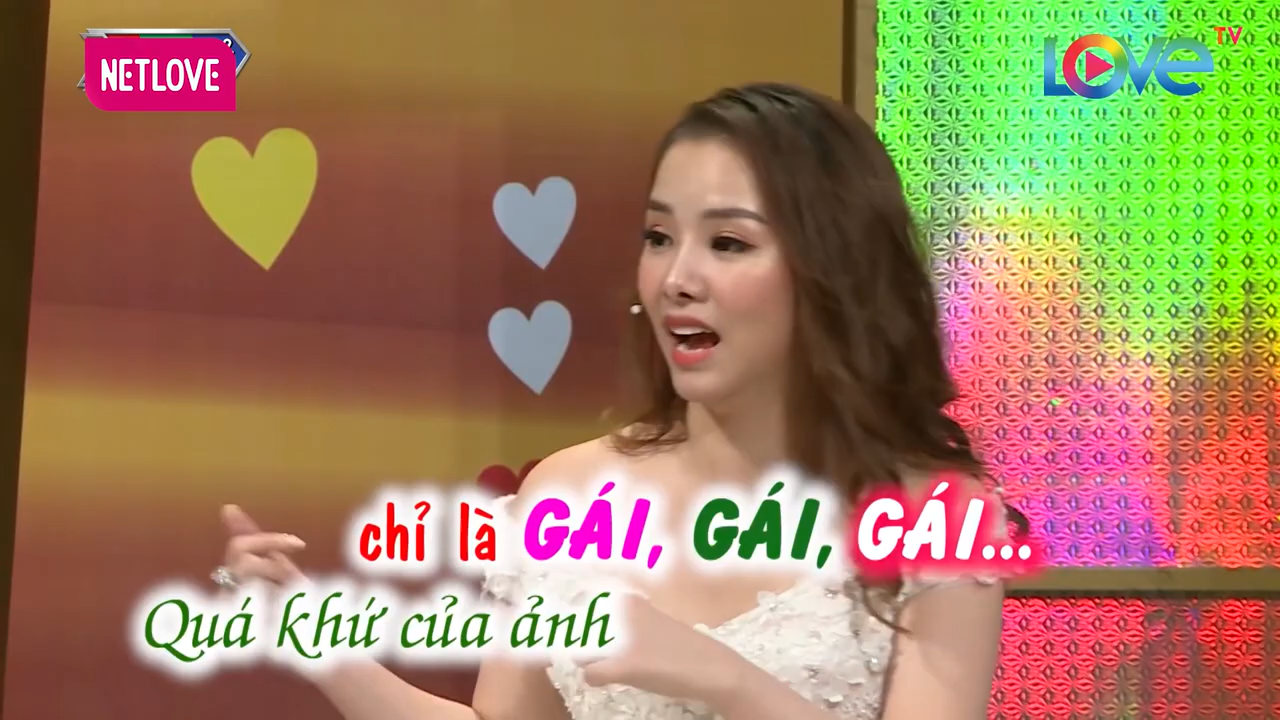 NETLOVE
LOVE TV
chỉ là GÁI, GÁI, GÁI...
Quá khứ của ảnh